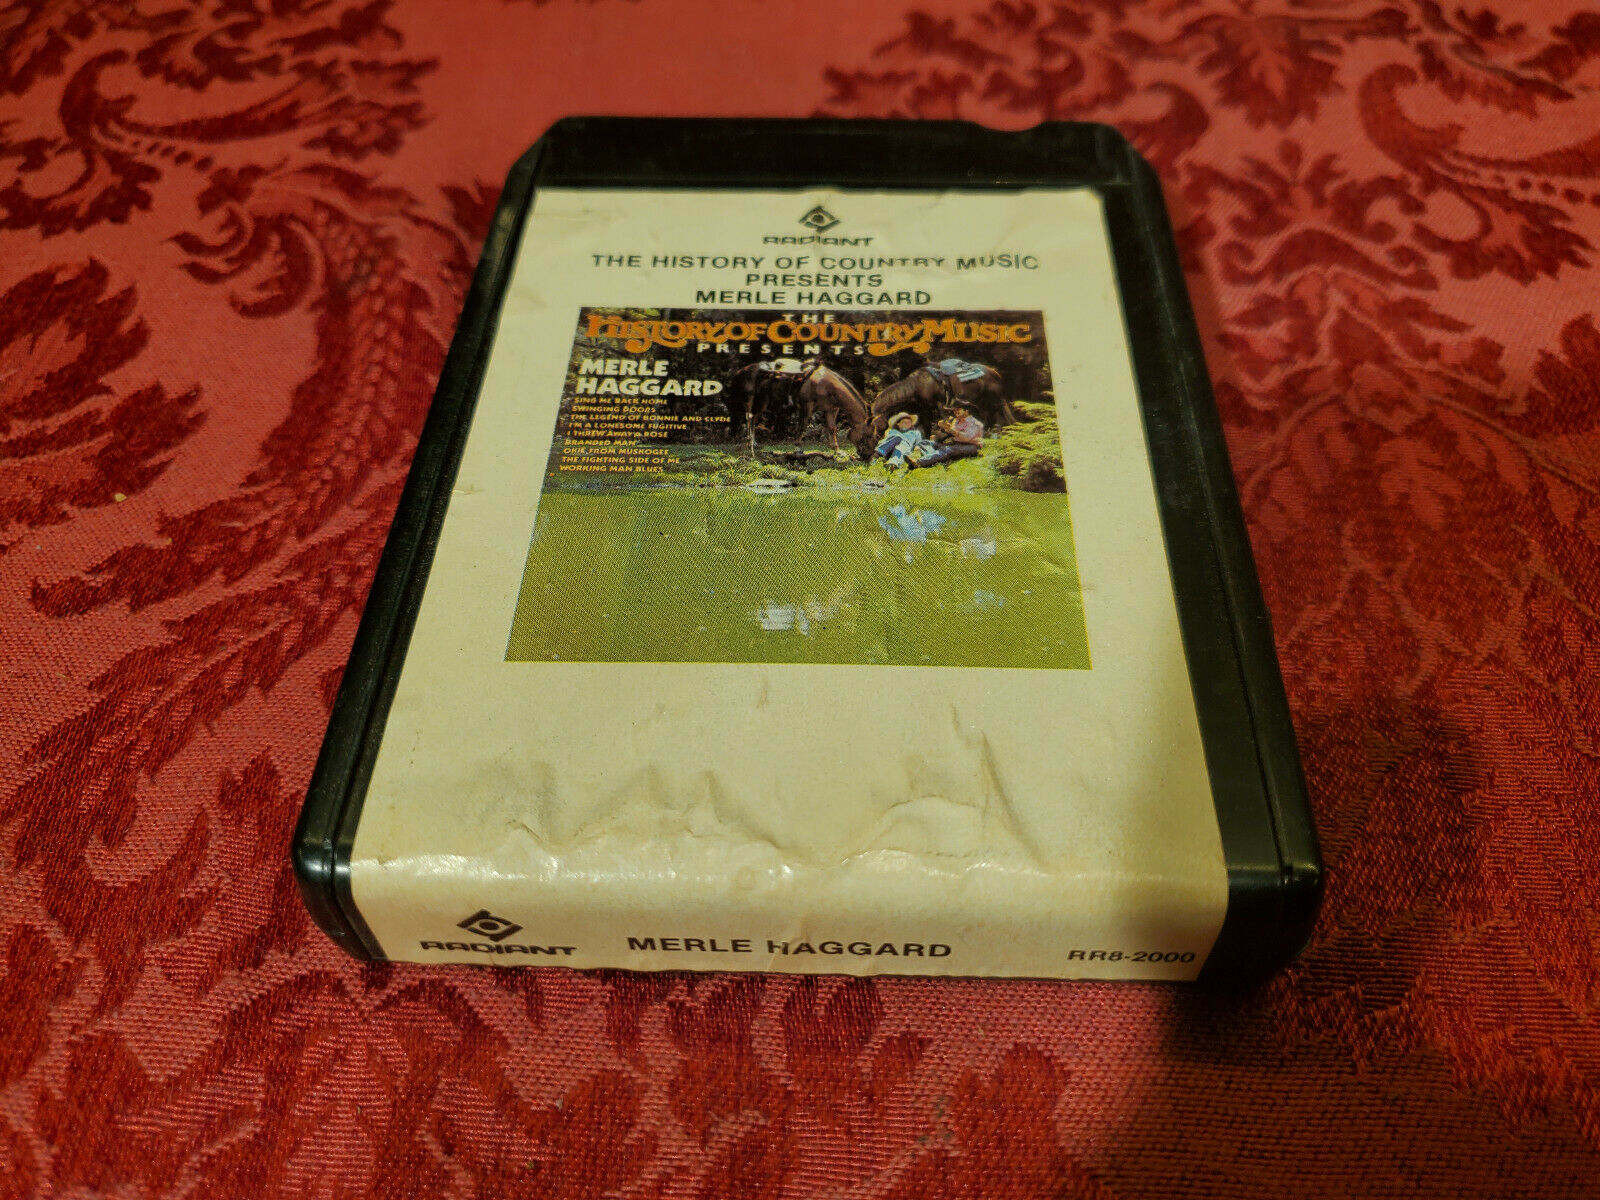 RADIANT
THE HISTORY OF COUNTRY MUSIC
PRESENTS
MERLE HAGGARD
THE
HISTORY OF COUNTRY MUSIC
PRESENTS
MERLE
HAGGARD
SING ME BACK HOME
SWINGING DOORS
THE LEGEND OF BONNIE AND CLYDE
I'M A LONESOME FUGITIVE
I THREW AWAY A ROSE
BRANDED MAN
OKIE FROM MUSKOGEE
THE FIGHTING SIDE OF ME
WORKING MAN BLUES
RADIANT MERLE HAGGARD RR8-2000